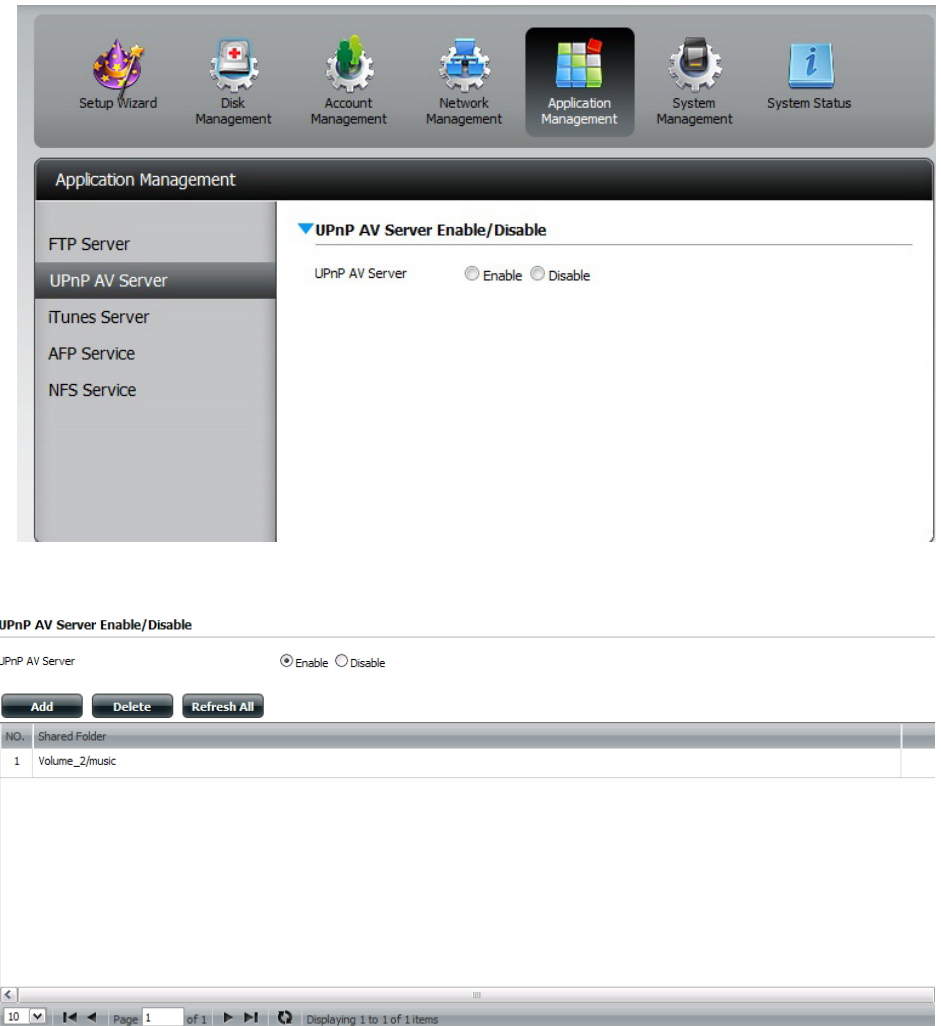 Setup Wizard
Disk Management
Account Management
Network Management
Application Management
System Management
System Status
Application Management
FTP Server
UPnP AV Server
iTunes Server
AFP Service
NFS Service
UPnP AV Server Enable/Disable
UPnP AV Server Enable Disable
UPnP AV Server Enable/Disable
UPnP AV Server Enable Disable
Add Delete Refresh All
NO. Shared Folder
1 Volume_2/music
10 Page 1 of 1 Displaying 1 to 1 of 1 items